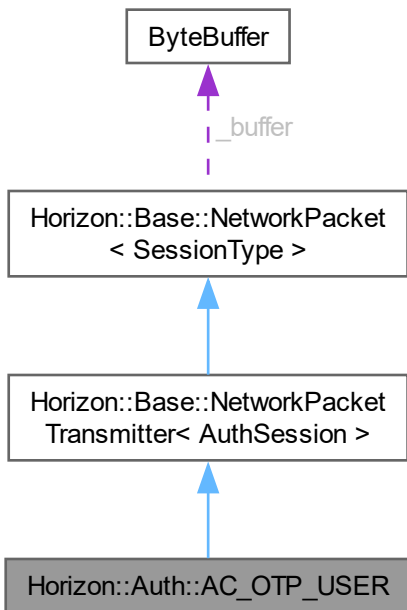 ByteBuffer
_buffer
Horizon::Base::NetworkPacket
< SessionType >
Horizon::Base::NetworkPacket
Transmitter< AuthSession >
Horizon::Auth::AC_OTP_USER